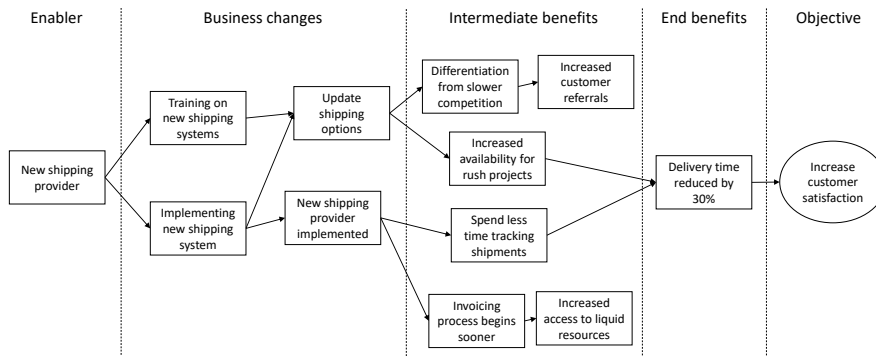 Enabler
Business changes
Intermediate benefits
End benefits
Objective
New shipping
provider
Training on
new shipping
systems
Implementing
new shipping
system
Update
shipping
options
New shipping
provider
implemented
Differentiation
from slower
competition
Increased
customer
referrals
Increased
availability for
rush projects
Spend less
time tracking
shipments
Invoicing
process begins
sooner
Increased
access to liquid
resources
Delivery time
reduced by
30%
Increase
customer
satisfaction